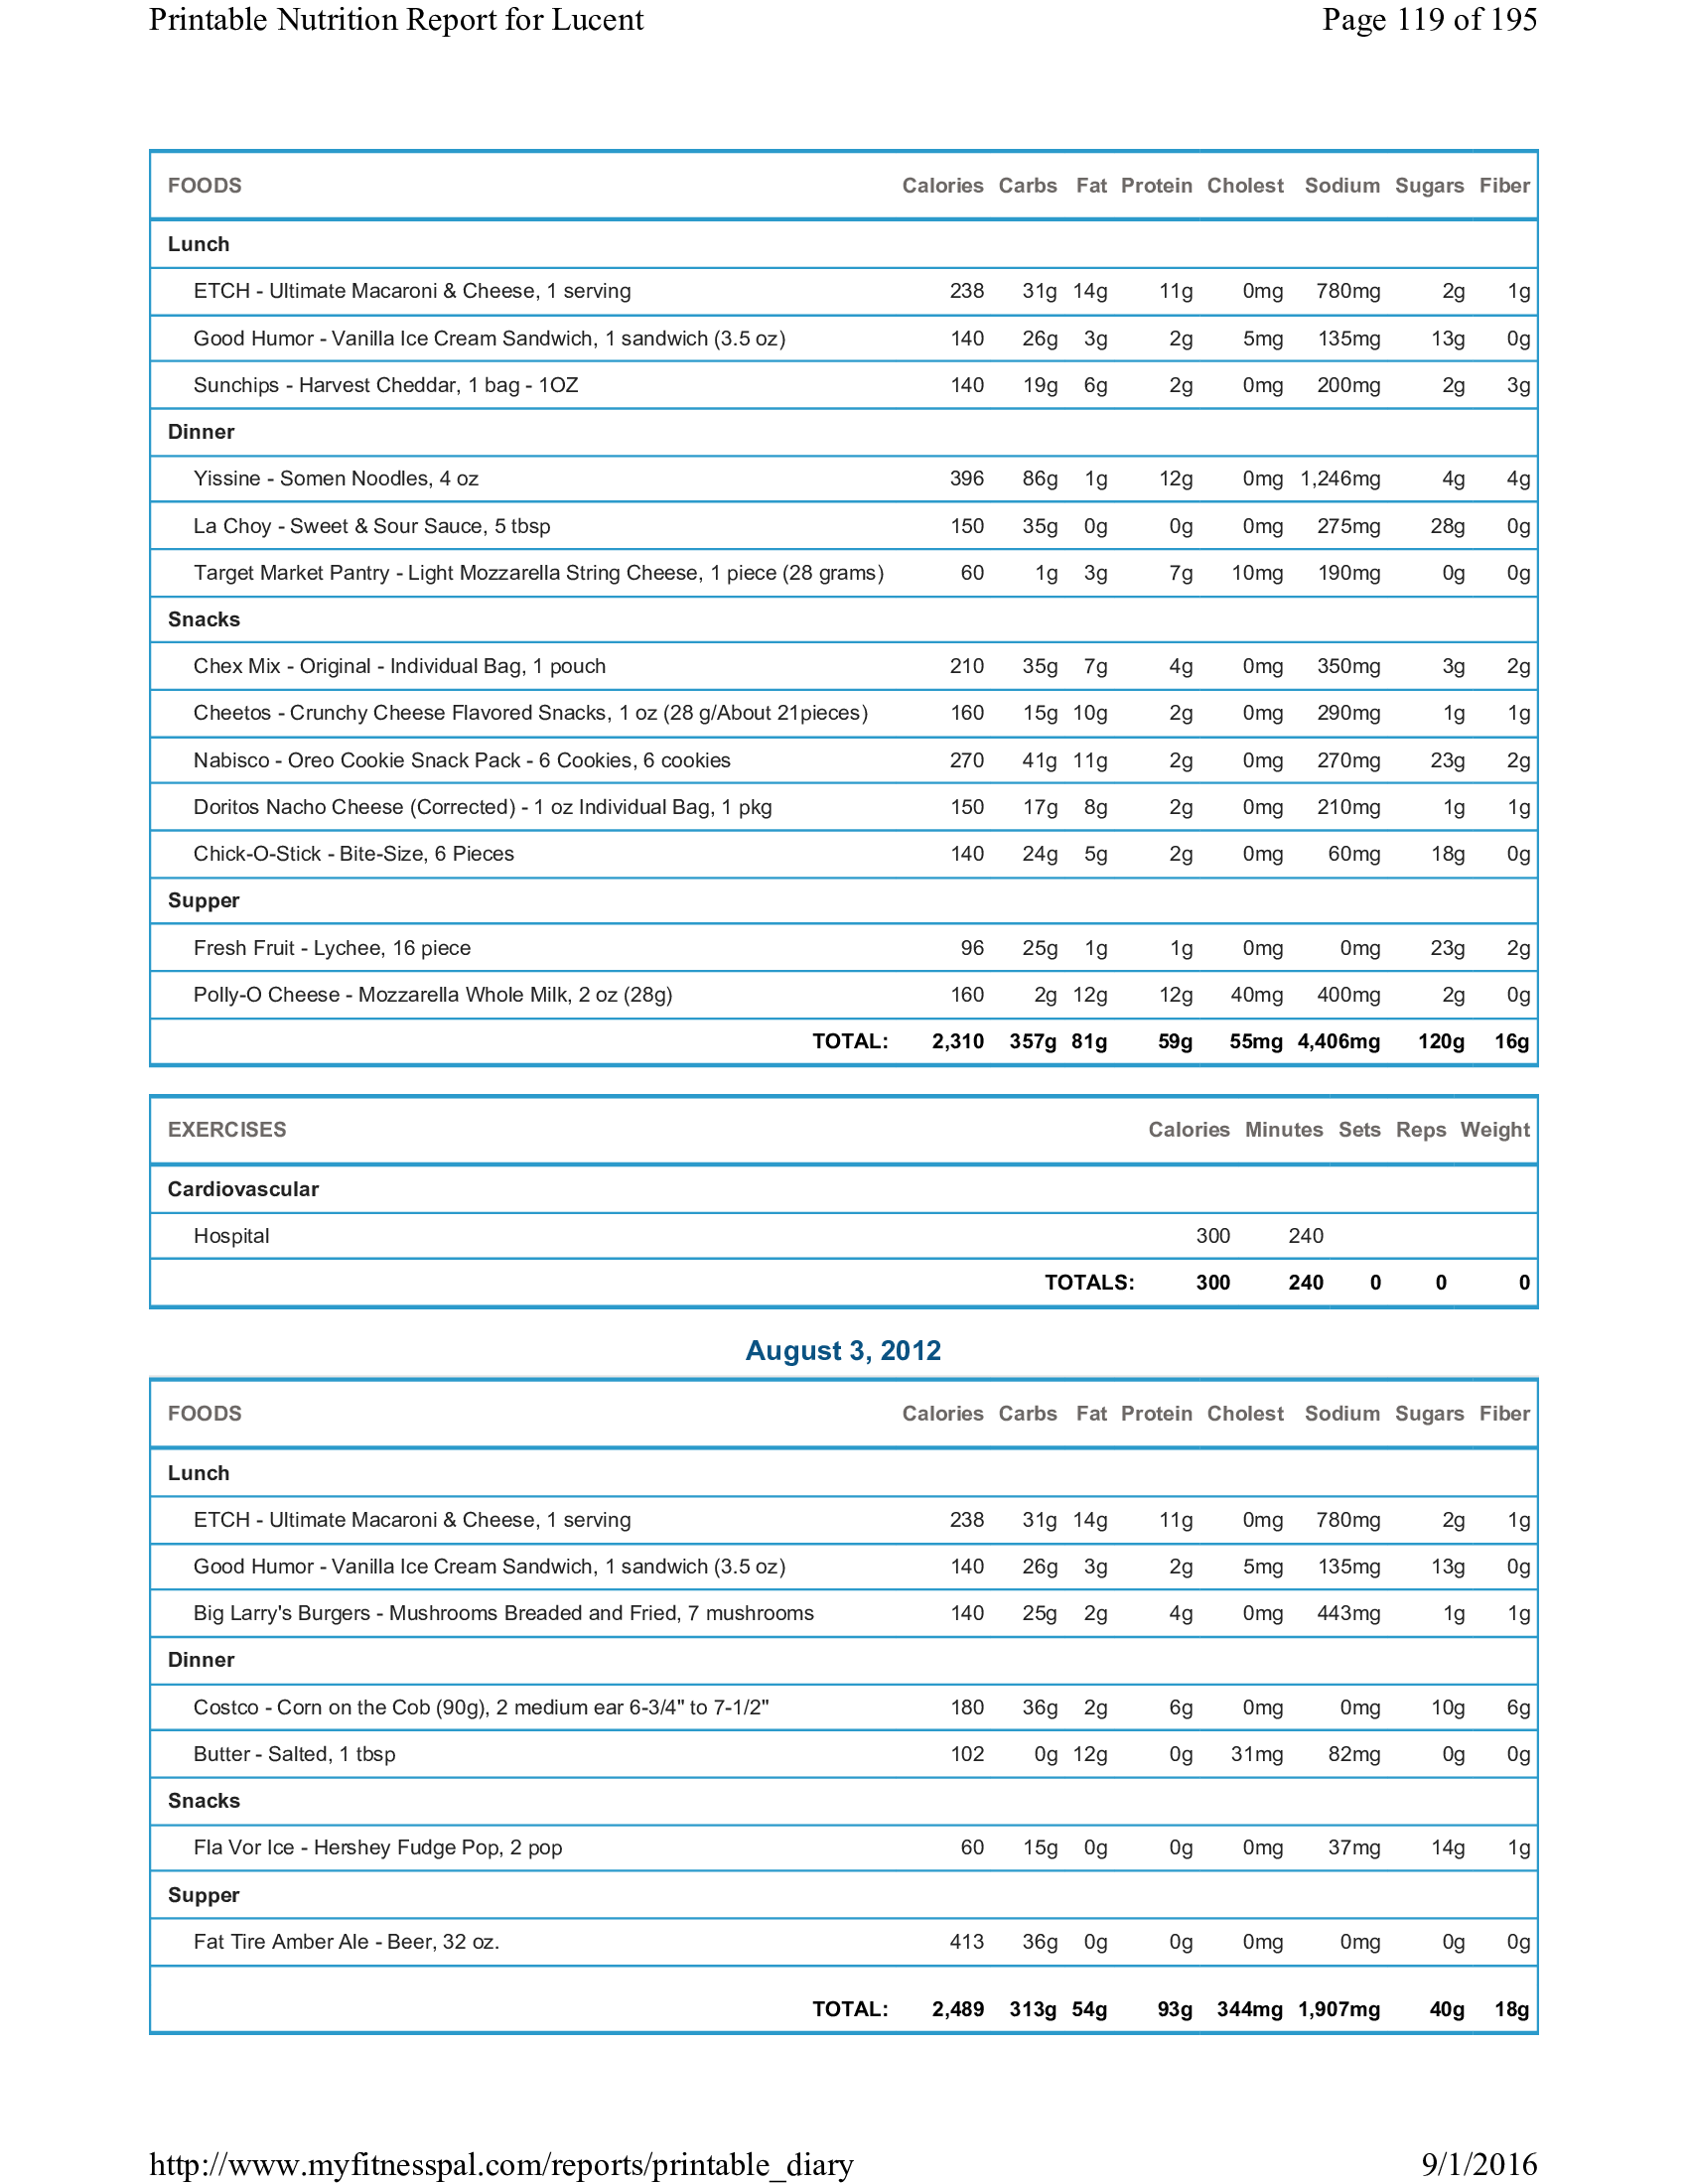 Printable Nutrition Report for Lucent Page 119 of 195
FOODS Calories Carbs Fat Protein Cholest Sodium Sugars Fiber
Lunch
ETCH - Ultimate Macaroni & Cheese, 1 serving 238 31g 14g 11g 0mg 780mg 2g 1g
Good Humor - Vanilla Ice Cream Sandwich, 1 sandwich (3.5 oz) 140 26g 3g 2g 5mg 135mg 13g 0g
Sunchips - Harvest Cheddar, 1 bag - 1OZ 140 19g 6g 2g 0mg 200mg 2g 3g
Dinner
Yissine - Somen Noodles, 4 oz 396 86g 1g 12g 0mg 1,246mg 4g 4g
La Choy - Sweet & Sour Sauce, 5 tbsp 150 35g 0g 0g 0mg 275mg 28g 0g
Target Market Pantry - Light Mozzarella String Cheese, 1 piece (28 grams) 60 1g 3g 7g 10mg 190mg 0g 0g
Snacks
Chex Mix - Original - Individual Bag, 1 pouch 210 35g 7g 4g 0mg 350mg 3g 2g
Cheetos - Crunchy Cheese Flavored Snacks, 1 oz (28 g/About 21pieces) 160 15g 10g 2g 0mg 290mg 1g 1g
Nabisco - Oreo Cookie Snack Pack - 6 Cookies, 6 cookies 270 41g 11g 2g 0mg 270mg 23g 2g
Doritos Nacho Cheese (Corrected) - 1 oz Individual Bag, 1 pkg 150 17g 8g 2g 0mg 210mg 1g 1g
Chick-O-Stick - Bite-Size, 6 Pieces 140 24g 5g 2g 0mg 60mg 18g 0g
Supper
Fresh Fruit - Lychee, 16 piece 96 25g 1g 1g 0mg 0mg 23g 2g
Polly-O Cheese - Mozzarella Whole Milk, 2 oz (28g) 160 2g 12g 12g 40mg 400mg 2g 0g
TOTAL: 2,310 357g 81g 59g 55mg 4,406mg 120g 16g
EXERCISES Calories Minutes Sets Reps Weight
Cardiovascular
Hospital 300 240
TOTALS: 300 240 0 0 0
August 3, 2012
FOODS Calories Carbs Fat Protein Cholest Sodium Sugars Fiber
Lunch
ETCH - Ultimate Macaroni & Cheese, 1 serving 238 31g 14g 11g 0mg 780mg 2g 1g
Good Humor - Vanilla Ice Cream Sandwich, 1 sandwich (3.5 oz) 140 26g 3g 2g 5mg 135mg 13g 0g
Big Larry's Burgers - Mushrooms Breaded and Fried, 7 mushrooms 140 25g 2g 4g 0mg 443mg 1g 1g
Dinner
Costco - Corn on the Cob (90g), 2 medium ear 6-3/4" to 7-1/2" 180 36g 2g 6g 0mg 0mg 10g 6g
Butter - Salted, 1 tbsp 102 0g 12g 0g 31mg 82mg 0g 0g
Snacks
Fla Vor Ice - Hershey Fudge Pop, 2 pop 60 15g 0g 0g 0mg 37mg 14g 1g
Supper
Fat Tire Amber Ale - Beer, 32 oz. 413 36g 0g 0g 0mg 0mg 0g 0g
TOTAL: 2,489 313g 54g 93g 344mg 1,907mg 40g 18g
http://www.myfitnesspal.com/reports/printable_diary 9/1/2016